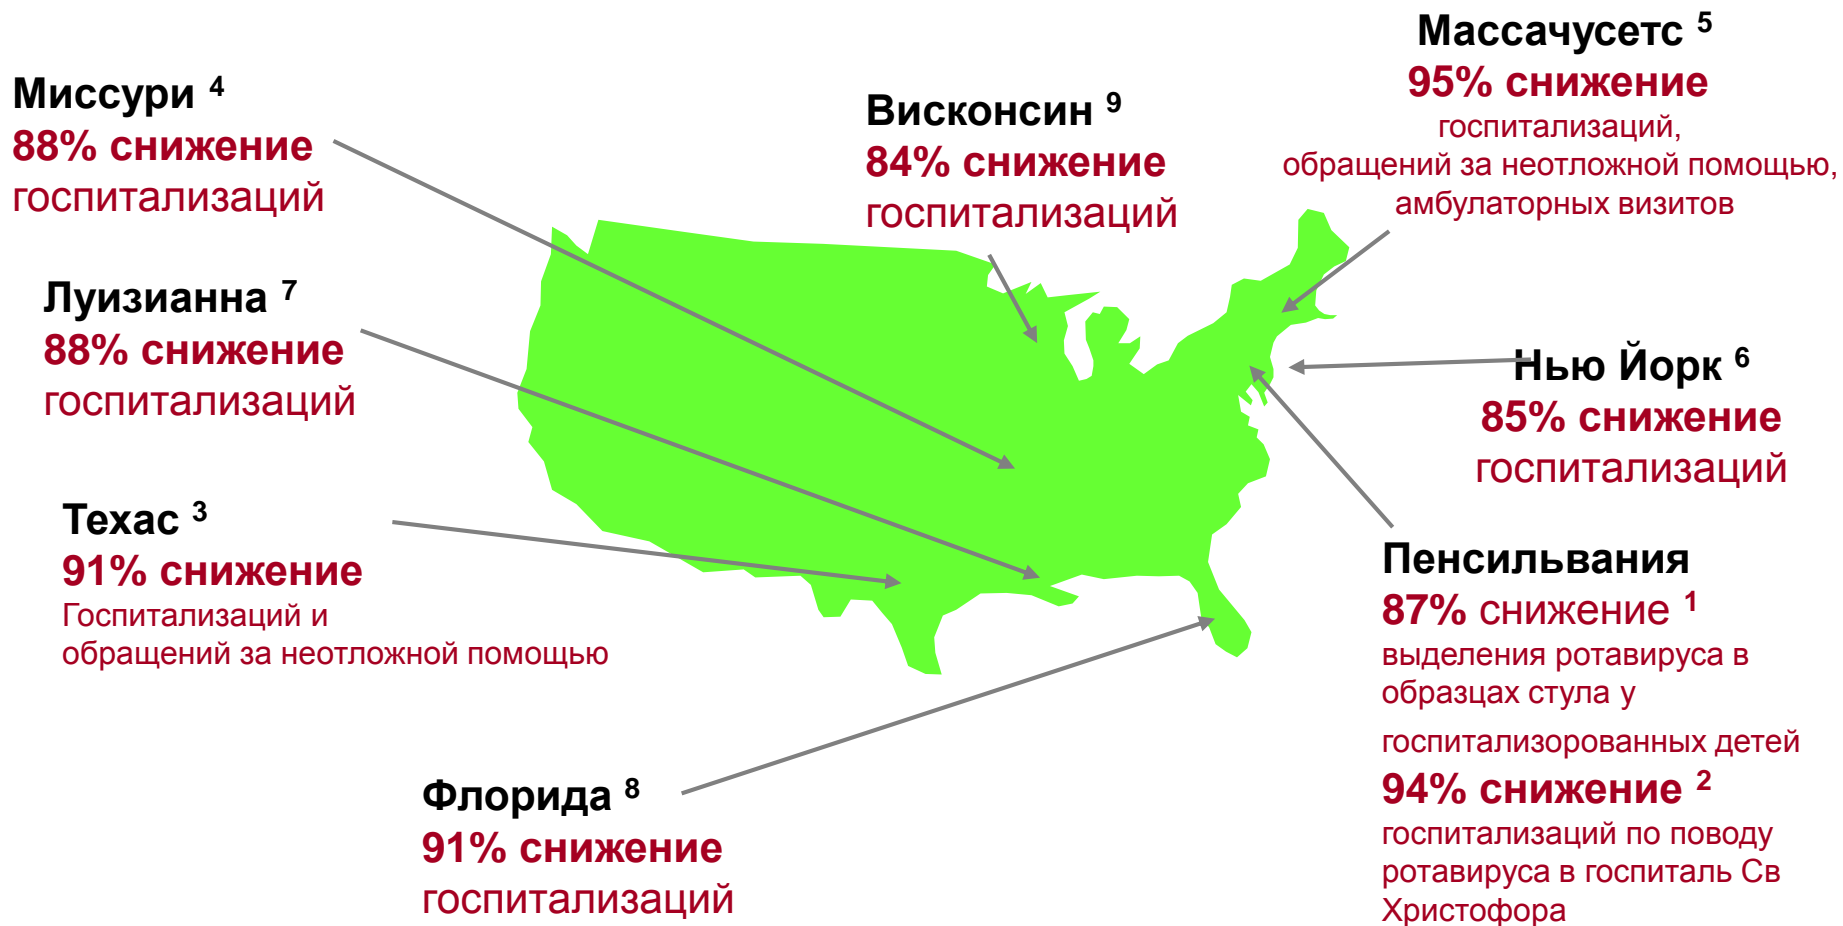 Миссури 4
88% снижение
госпитализаций
Висконсин 9
84% снижение
госпитализаций
Массачусетс 5
95% снижение
госпитализаций,
обращений за неотложной помощью,
амбулаторных визитов
Луизианна 7
88% снижение
госпитализаций
Нью Йорк 6
85% снижение
госпитализаций
Техас 3
91% снижение
Госпитализаций и
обращений за неотложной помощью
Пенсильвания
87% снижение 1
выделения ротавируса в
образцах стула у
госпитализорованных детей
94% снижение 2
госпитализаций по поводу
ротавируса в госпиталь Св
Христофора
Флорида 8
91% снижение
госпитализаций